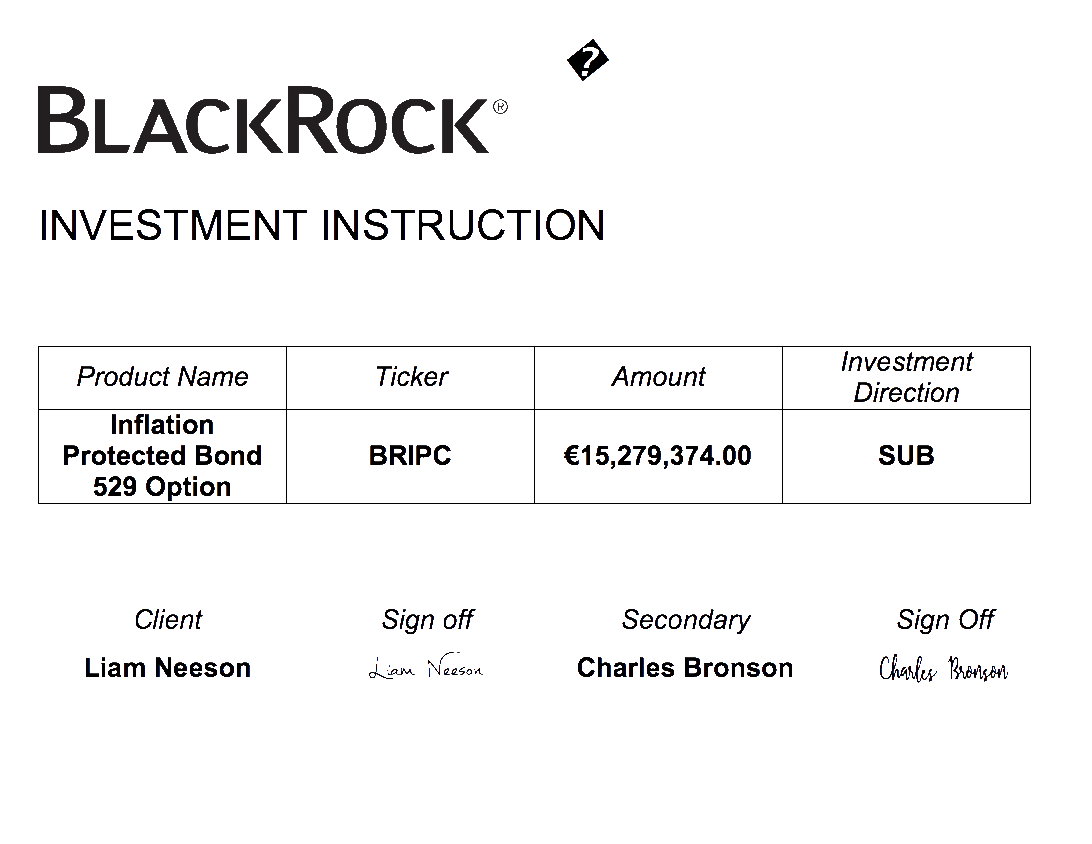 �
BLACKROCK®
INVESTMENT INSTRUCTION
Product Name Ticker Amount Investment Direction
Inflation Protected Bond 529 Option BRIPC €15,279,374.00 SUB
Client Sign off Secondary Sign Off
Liam Neeson Liam Neeson Charles Bronson Charles Bronson